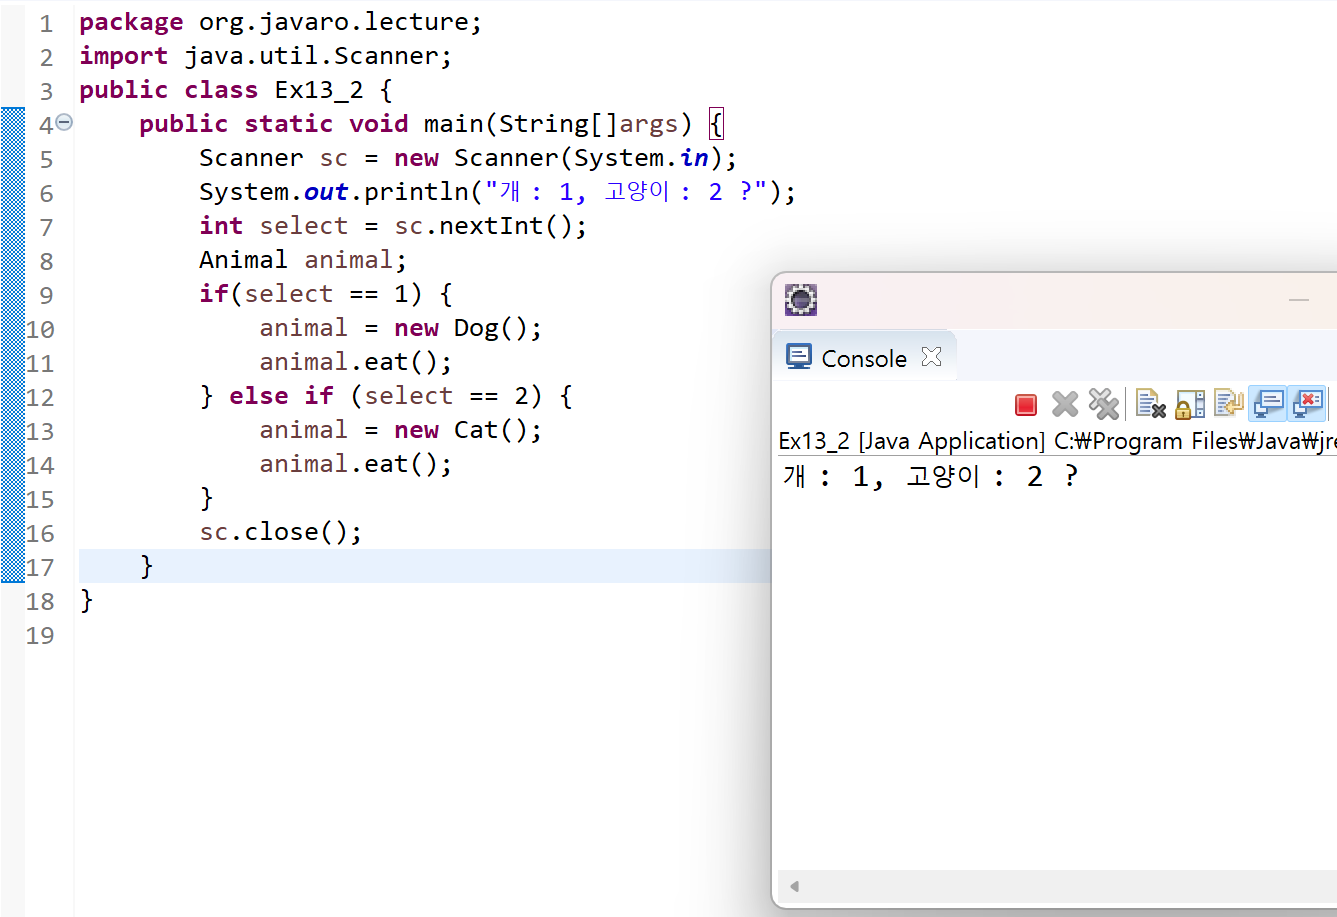 1 package org.javaro.lecture;
2 import java.util.Scanner;
3 public class Ex13_2 {
4 public static void main(String[]args) {
5 Scanner sc = new Scanner(System.in);
6 System.out.println("개 : 1, 고양이 : 2 ?");
7 int select = sc.nextInt();
8 Animal animal;
9 if(select == 1) {
10 animal = new Dog();
11 animal.eat();
12 } else if (select == 2) {
13 animal = new Cat();
14 animal.eat();
15 }
16 sc.close();
17 }
18 }
19
Console
Ex13_2 [Java Application] C:₩Program Files₩Java₩jre
개 : 1, 고양이 : 2 ?